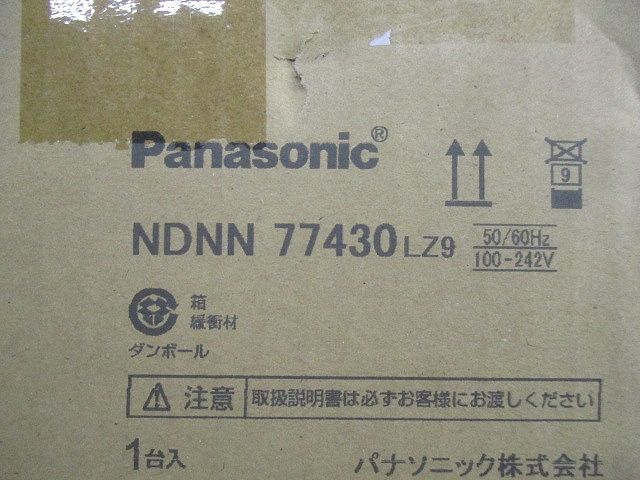 Panasonic®
9
NDNN 77430 LZ9 50/60Hz
100-242V
箱
緩衝材
ダンボール
注意 取扱説明書は必ずお客様にお渡しください
1台入 パナソニック株式会社